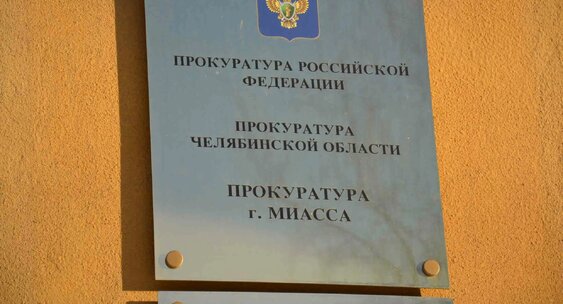 ПРОКУРАТУРА РОССИЙСКОЙ
ФЕДЕРАЦИИ
ПРОКУРАТУРА
ЧЕЛЯБИНСКОЙ ОБЛАСТИ
ПРОКУРАТУРА
г. МИАССА